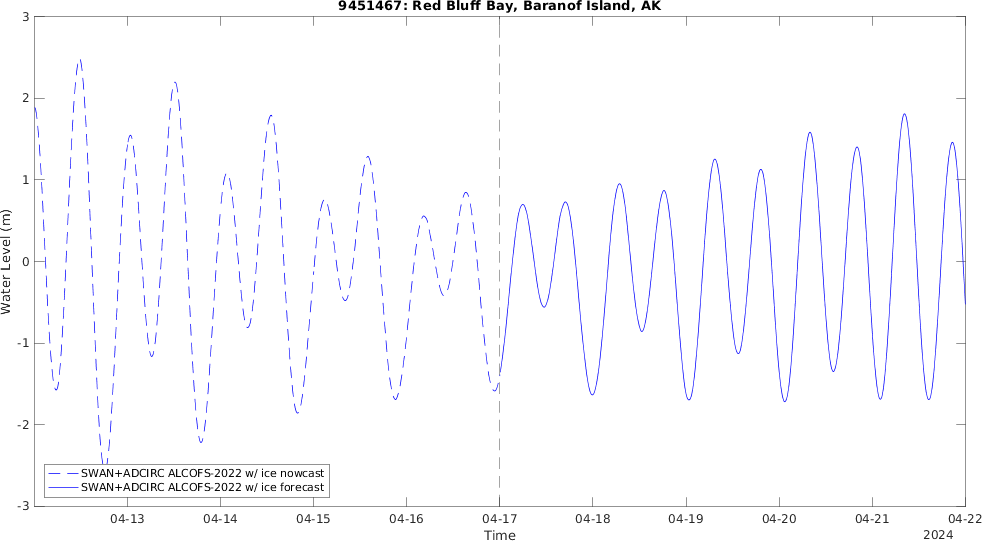 9451467: Red Bluff Bay, Baranof Island, AK
3
2
1
0
-1
-2
-3
Water Level (m)
SWAN+ADCIRC ALCOFS-2022 w/ ice nowcast
SWAN+ADCIRC ALCOFS-2022 w/ ice forecast
04-13 04-14 04-15 04-16 04-17 04-18 04-19 04-20 04-21 04-22
Time
2024